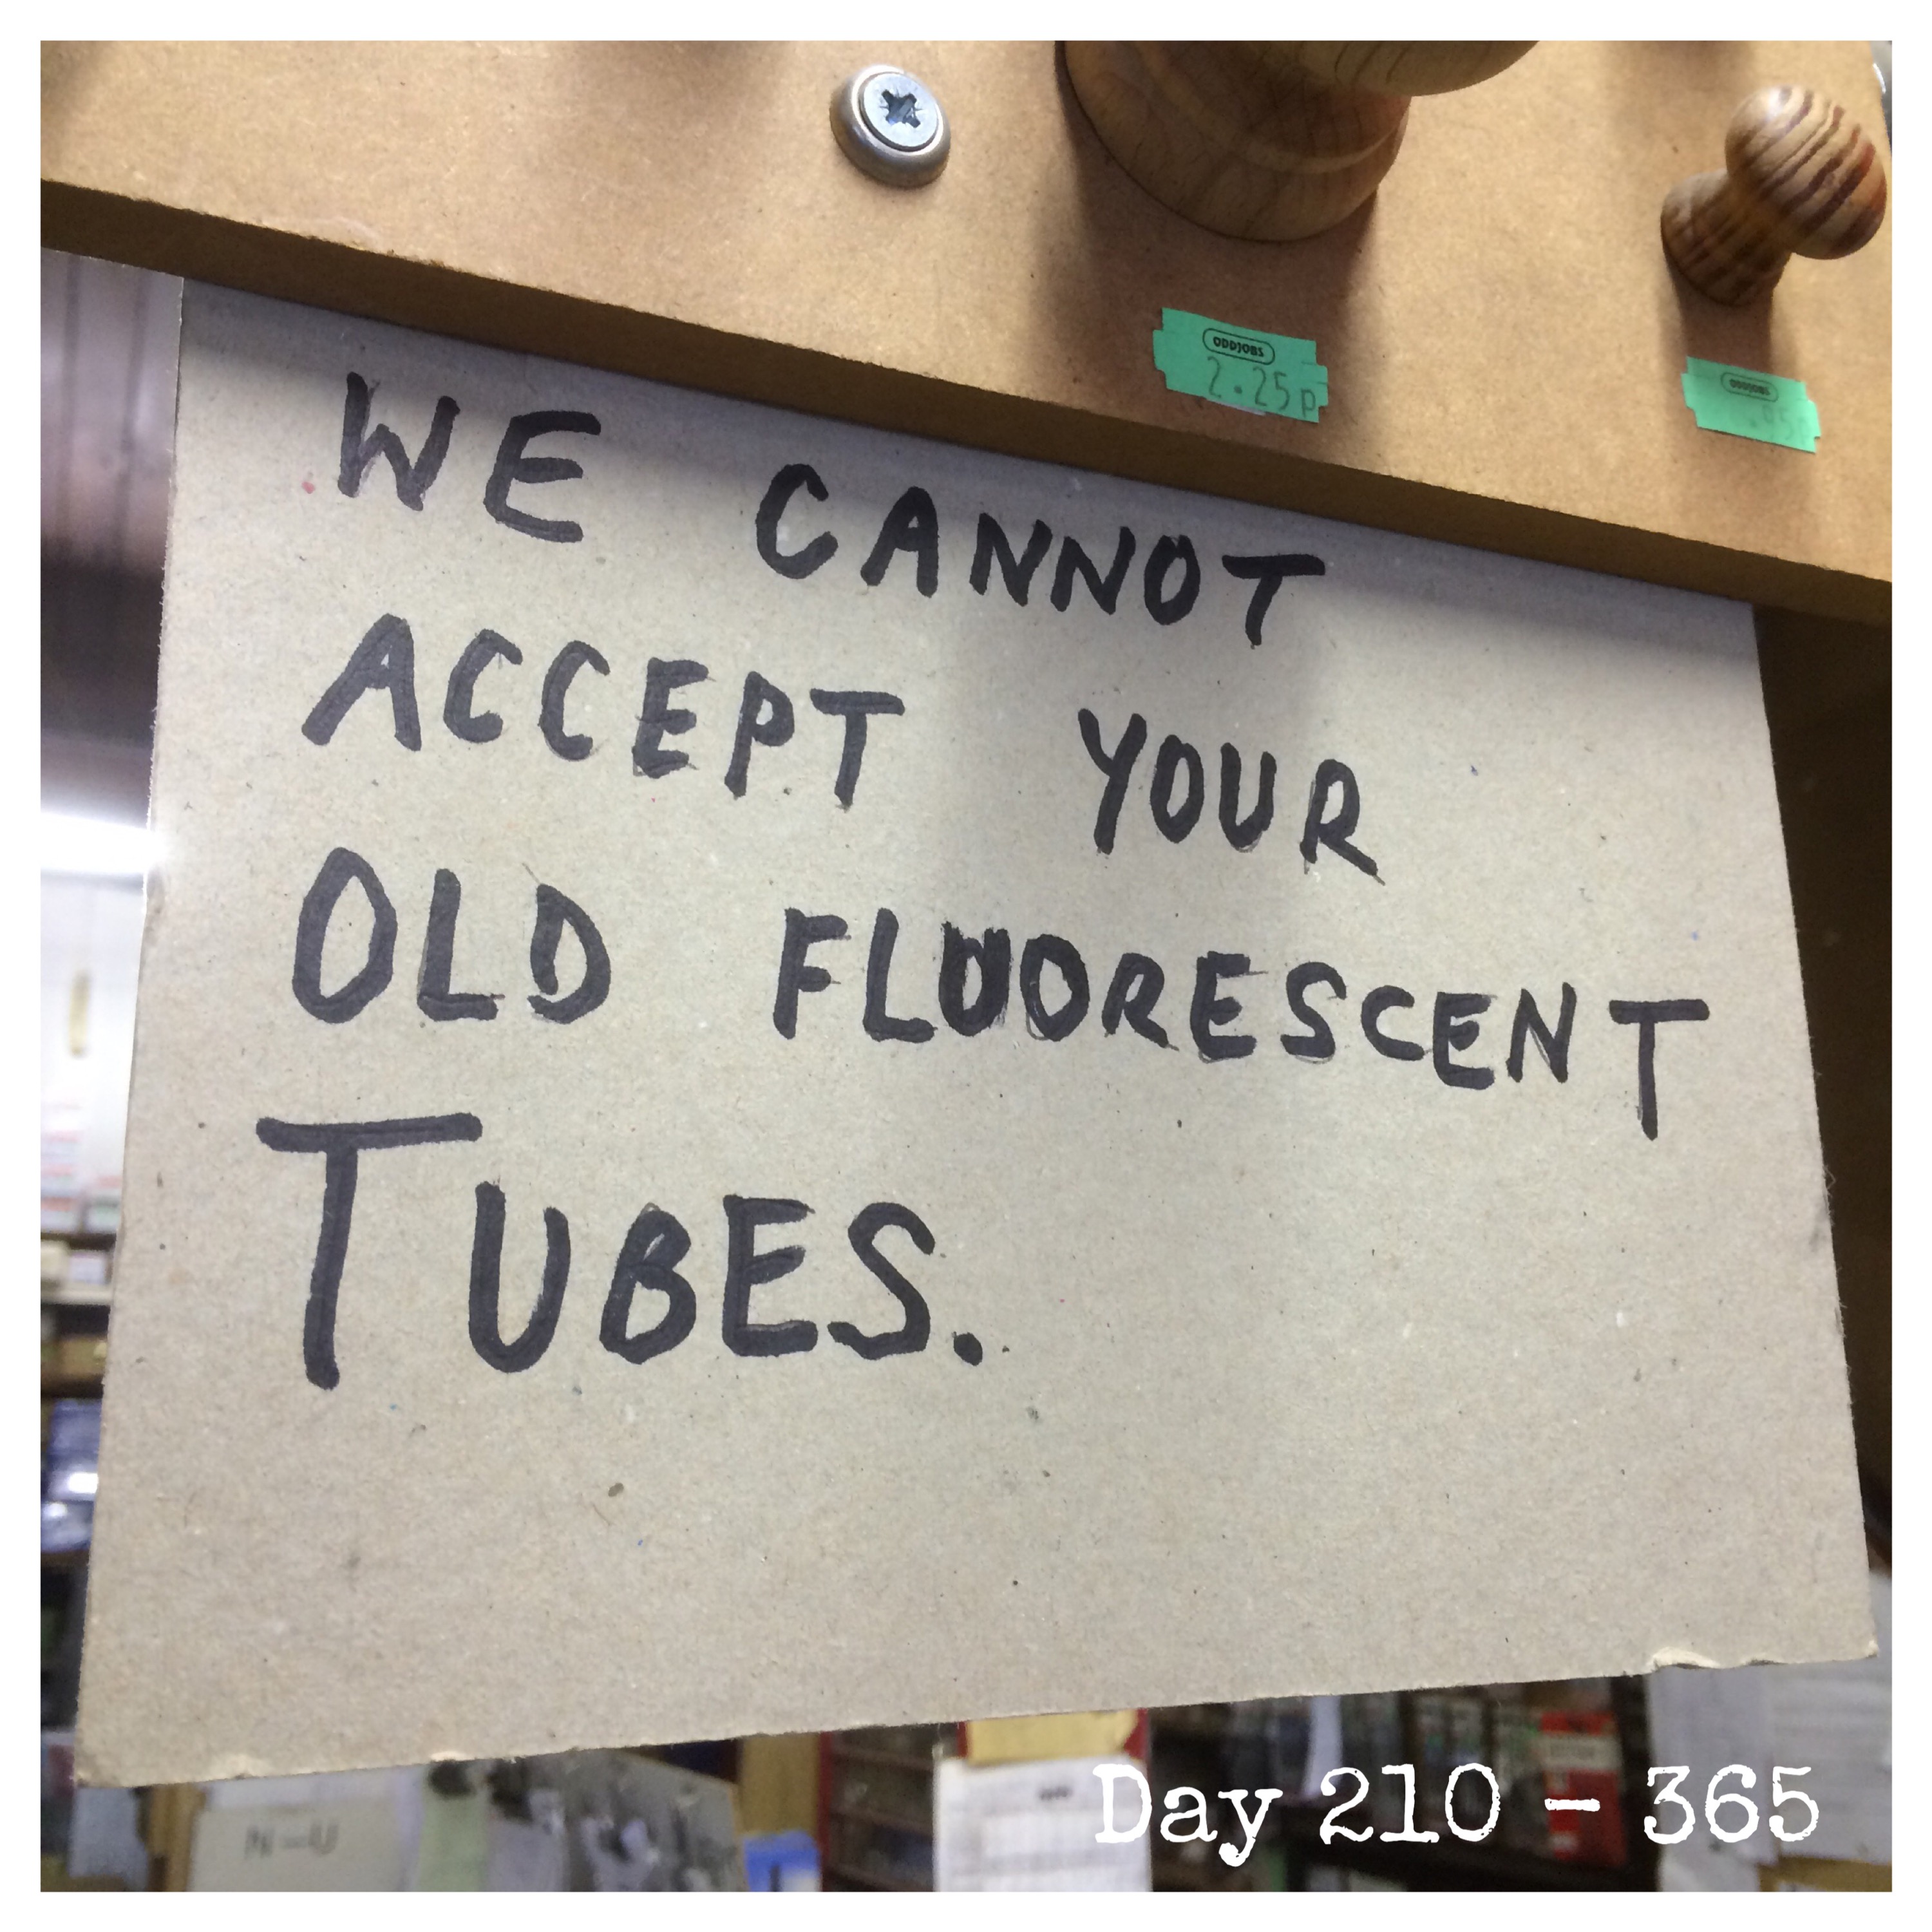 ODDJOBS
2.25p
ODDJOBS
WE CANNOT
ACCEPT YOUR
OLD FLUORESCENT
TUBES.
Day 210 - 365